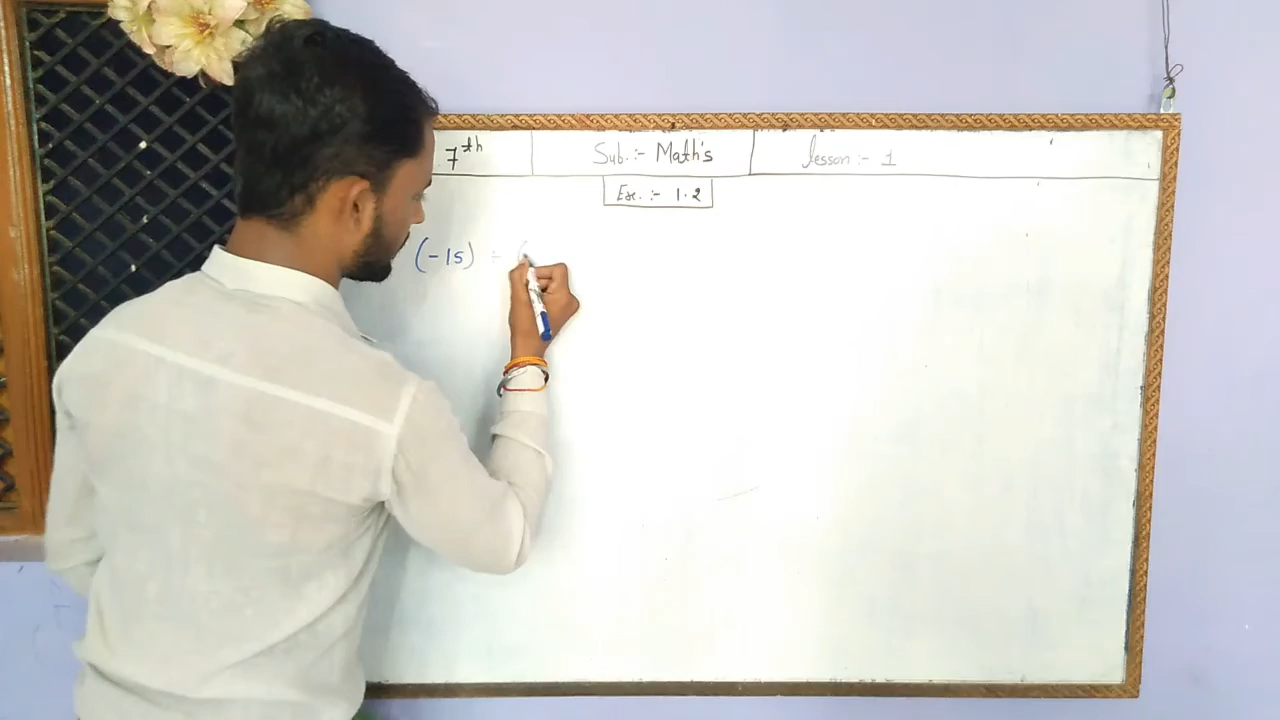 7th Sub. :- Math's lesson :- 1
Ex. :- 1.2
(-15) ÷ (